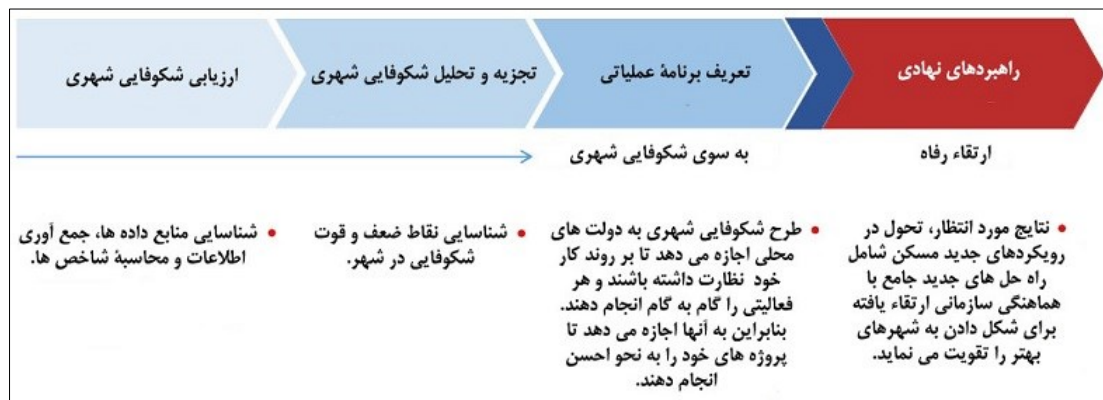 ارزیابی شکوفایی شهری
تجزیه و تحلیل شکوفایی شهری
تعریف برنامهٔ عملیاتی
راهبردهای نهادی
به سوی شکوفایی شهری
ارتقاء رفاه
• شناسایی منابع داده ها، جمع آوری
اطلاعات و محاسبهٔ شاخص ها.
• شناسایی نقاط ضعف و قوت
شکوفایی در شهر.
• طرح شکوفایی شهری به دولت های
محلی اجازه می دهد تا بر روند کار
خود نظارت داشته باشند و هر
فعالیتی را گام به گام انجام دهند.
بنابراین به آنها اجازه می دهد تا
پروژه های خود را به نحو احسن
انجام دهند.
• نتایج مورد انتظار، تحول در
رویکردهای جدید مسکن شامل
راه حل های جدید جامع با
هماهنگی سازمانی ارتقاء یافته
برای شکل دادن به شهرهای
بهتر را تقویت می نماید.